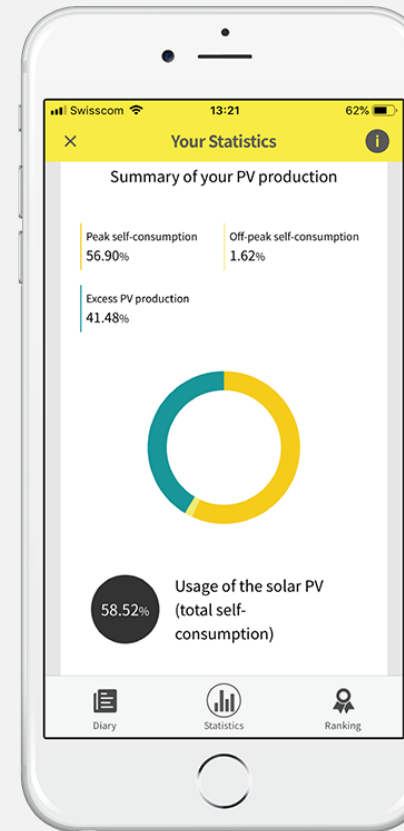 Swisscom 13:21 62%
Your Statistics i
Summary of your PV production
Peak self-consumption Off-peak self-consumption
56.90% 1.62%
Excess PV production
41.48%
58.52% Usage of the solar PV
(total self-
consumption)
Diary Statistics Ranking